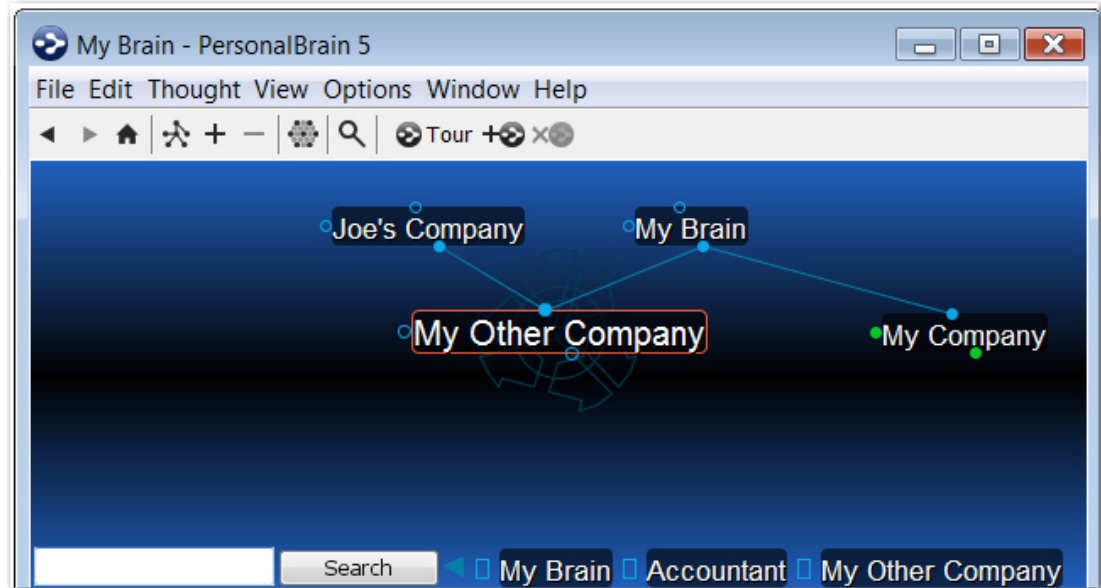 My Brain - PersonalBrain 5
File Edit Thought View Options Window Help
Tour
Joe's Company My Brain
My Other Company My Company
Search My Brain Accountant My Other Company